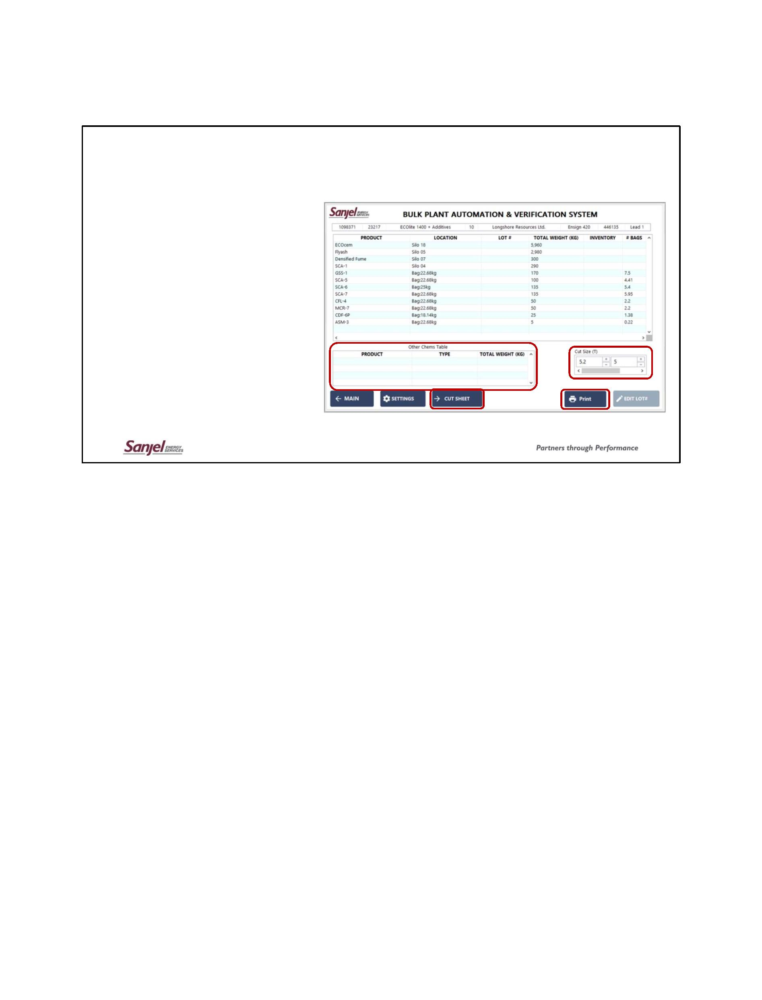 Sanjel ENERGY SERVICES
BULK PLANT AUTOMATION & VERIFICATION SYSTEM
1098371 23217 ECOlite 1400 + Additives 10 Longshore Resources Ltd. Ensign 420 446135 Lead 1
PRODUCT LOCATION LOT # TOTAL WEIGHT (KG) INVENTORY # BAGS
ECOcem Silo 18 5,960
Flyash Silo 05 2,980
Densified Fume Silo 07 300
SCA-1 Silo 04 290
GSS-1 Bag:22.68kg 170 7.5
SCA-5 Bag:22.68kg 100 4.41
SCA-6 Bag:25kg 135 5.4
SCA-7 Bag:22.68kg 135 5.95
CFL-4 Bag:22.68kg 50 2.2
MCR-7 Bag:22.68kg 50 2.2
CDF-6P Bag:18.14kg 25 1.38
ASM-3 Bag:22.68kg 5 0.22
Other Chems Table
PRODUCT TYPE TOTAL WEIGHT (KG)
Cut Size (T)
5.2 5
MAIN SETTINGS CUT SHEET Print EDIT LOT#
Sanjel ENERGY SERVICES
Partners through Performance